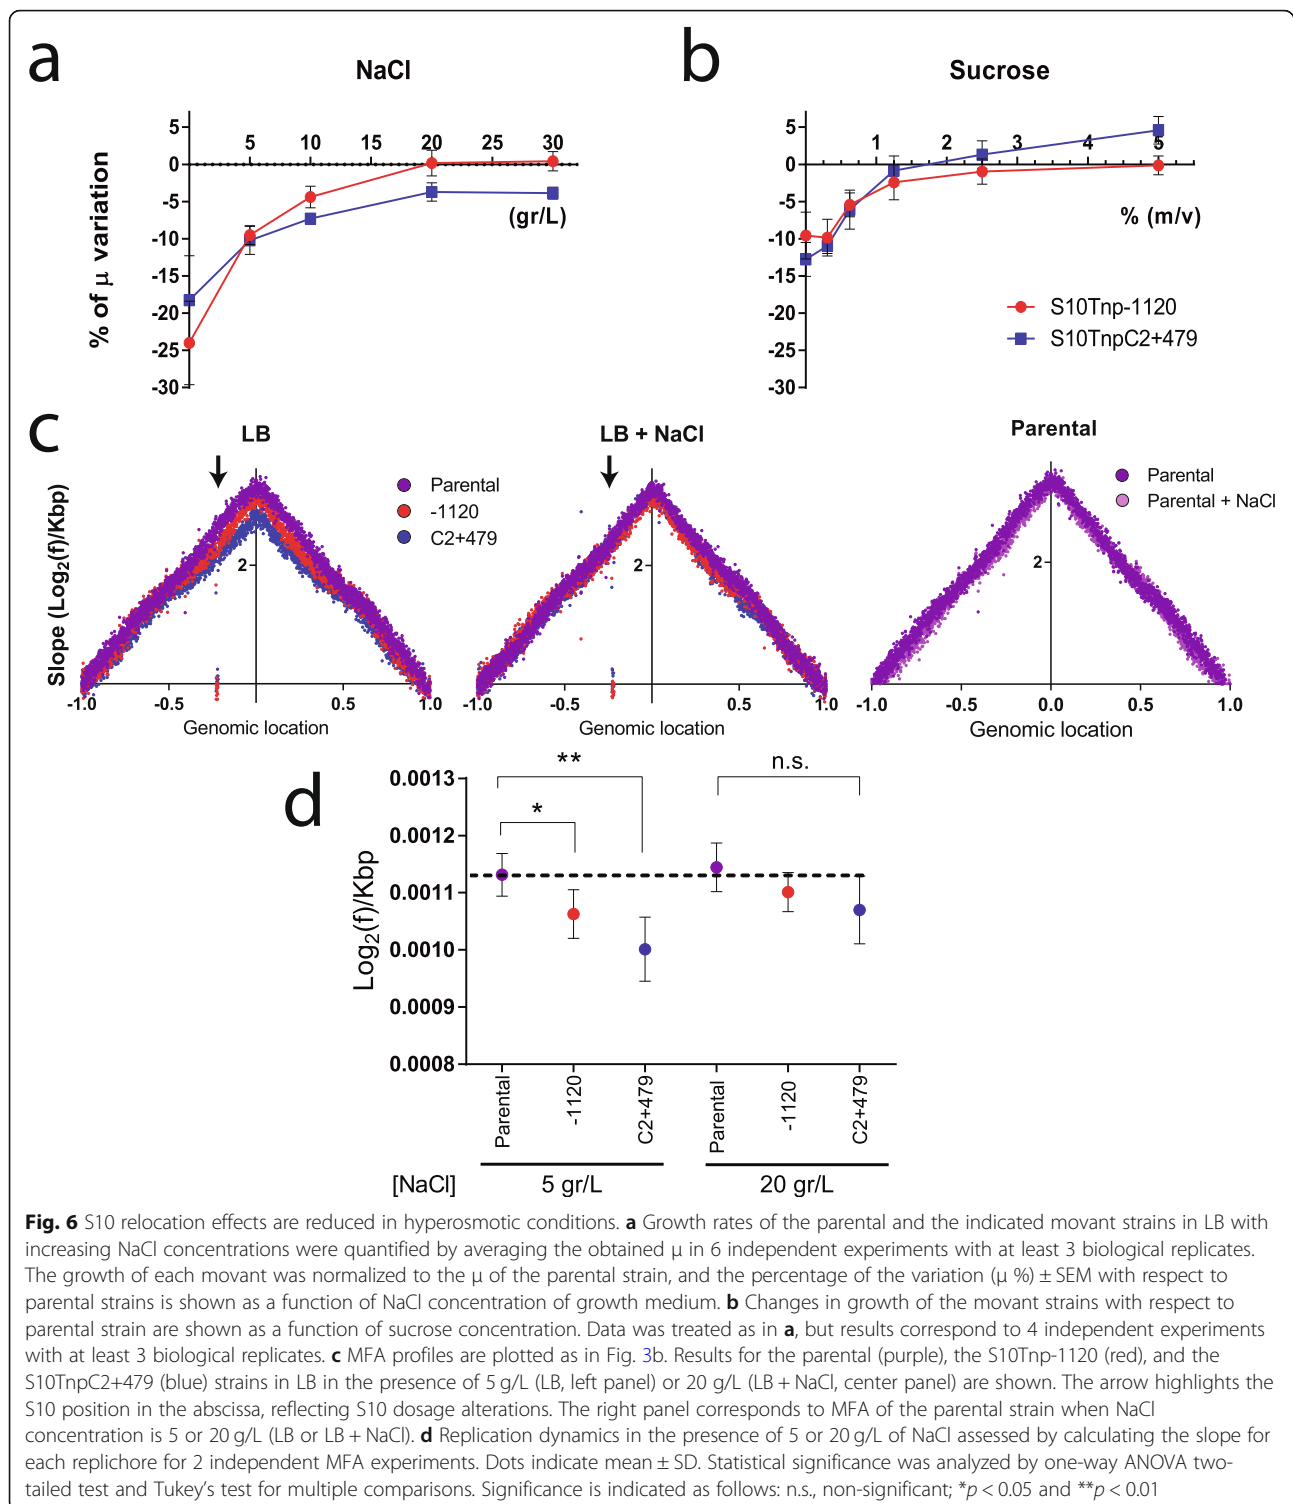 a
NaCl
5
0
-5
-10
-15
-20
-25
-30
5
10
15
20
25
30
% of μ variation
(gr/L)
b
Sucrose
5
0
-5
-10
-15
-20
-25
-30
1
2
3
4
5
% (m/v)
S10Tnp-1120
S10TnpC2+479
c
LB
Slope (Log2(f)/Kbp)
Parental
-1120
C2+479
2
-1.0
-0.5
0.5
1.0
Genomic location
LB + NaCl
2
-1.0
-0.5
0.5
1.0
Genomic location
Parental
Parental
Parental + NaCl
2
-1.0
-0.5
0.0
0.5
1.0
Genomic location
d
Log2(f)/Kbp
0.0013
0.0012
0.0011
0.0010
0.0009
0.0008
**
*
n.s.
Parental
-1120
C2+479
Parental
-1120
C2+479
[NaCl]
5 gr/L
20 gr/L
Fig. 6 S10 relocation effects are reduced in hyperosmotic conditions. a Growth rates of the parental and the indicated movant strains in LB with
increasing NaCl concentrations were quantified by averaging the obtained μ in 6 independent experiments with at least 3 biological replicates.
The growth of each movant was normalized to the μ of the parental strain, and the percentage of the variation (μ %) ± SEM with respect to
parental strains is shown as a function of NaCl concentration of growth medium. b Changes in growth of the movant strains with respect to
parental strain are shown as a function of sucrose concentration. Data was treated as in a, but results correspond to 4 independent experiments
with at least 3 biological replicates. c MFA profiles are plotted as in Fig. 3b. Results for the parental (purple), the S10Tnp-1120 (red), and the
S10TnpC2+479 (blue) strains in LB in the presence of 5 g/L (LB, left panel) or 20 g/L (LB + NaCl, center panel) are shown. The arrow highlights the
S10 position in the abscissa, reflecting S10 dosage alterations. The right panel corresponds to MFA of the parental strain when NaCl
concentration is 5 or 20 g/L (LB or LB + NaCl). d Replication dynamics in the presence of 5 or 20 g/L of NaCl assessed by calculating the slope for
each replichore for 2 independent MFA experiments. Dots indicate mean ± SD. Statistical significance was analyzed by one-way ANOVA two-
tailed test and Tukey's test for multiple comparisons. Significance is indicated as follows: n.s., non-significant; *p < 0.05 and **p < 0.01